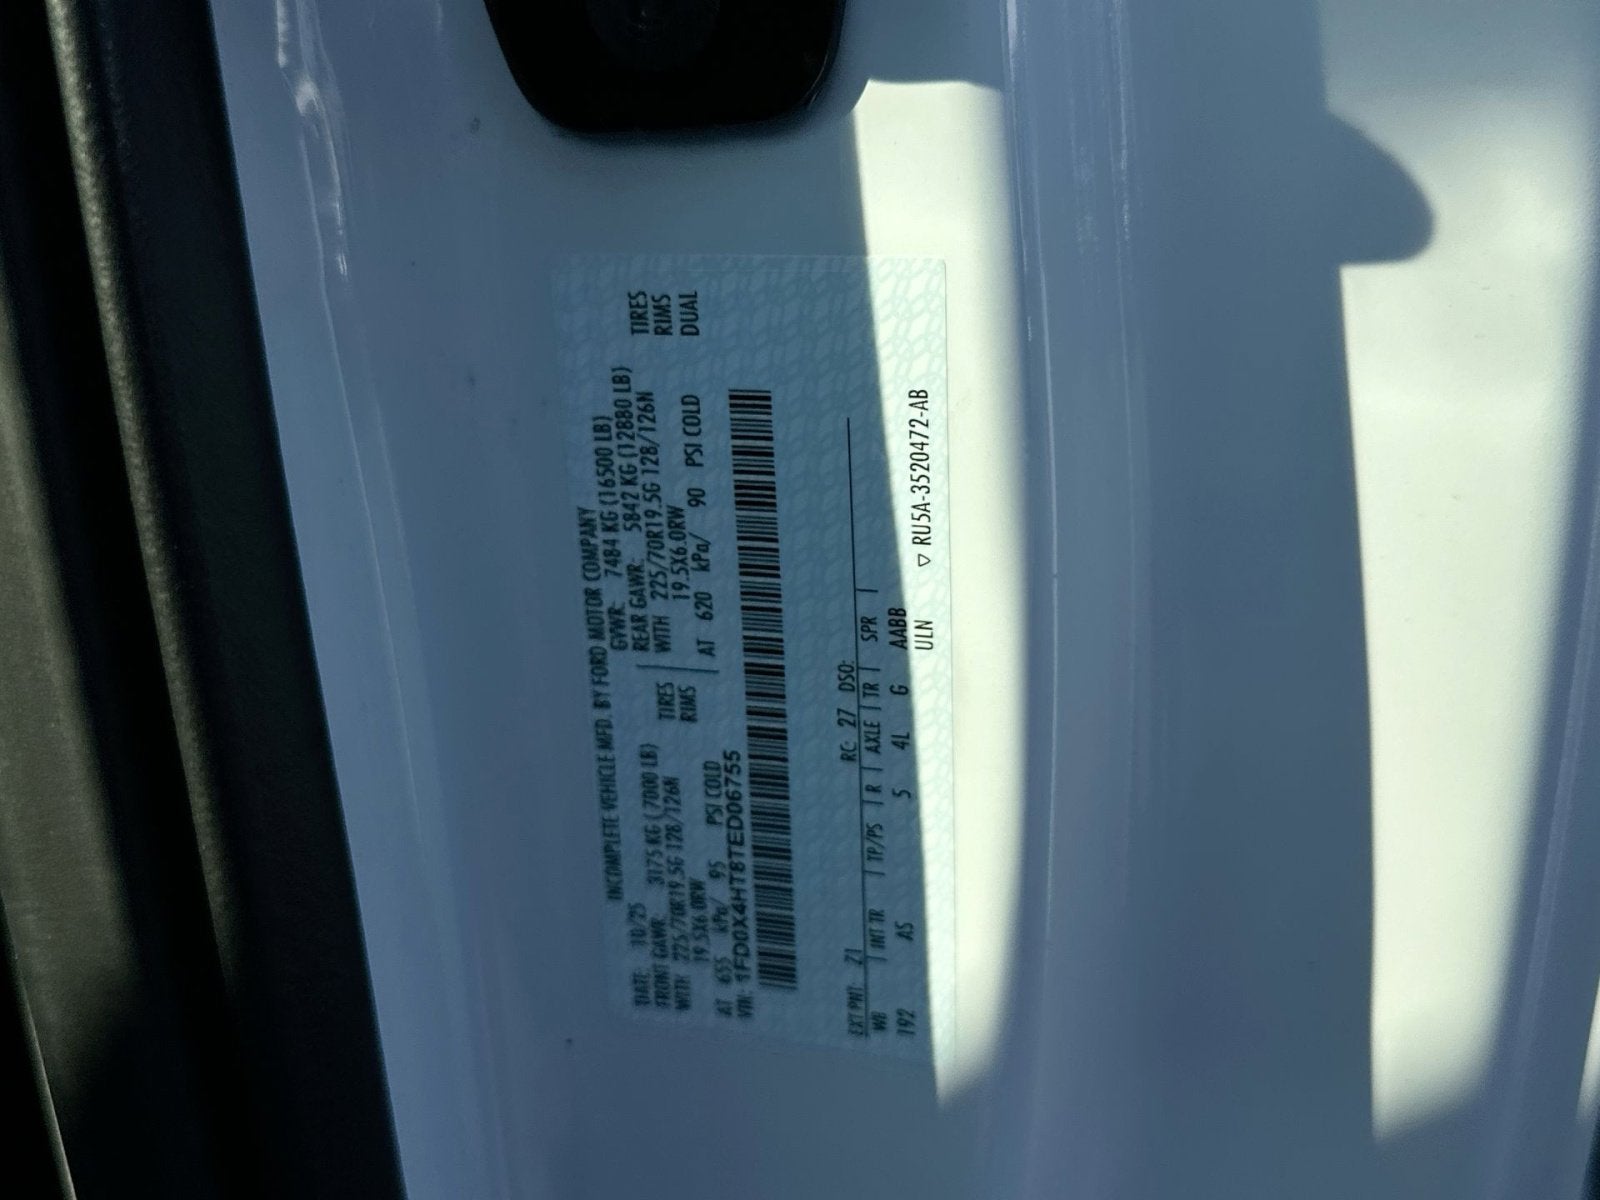 INCOMPLETE VEHICLE MFD. BY FORD MOTOR COMPANY
DATE: 10/25 GVWR: 7484 KG (16500 LB)
FRONT GAWR: 3175 KG (7000 LB) REAR GAWR: 5842 KG (12880 LB)
WITH 225/70R19.5G 128/126N TIRES WITH 225/70R19.5G 128/126N TIRES
19.5X6.0RW RIMS 19.5X6.0RW RIMS
AT 655 kPa/ 95 PSI COLD AT 620 kPa/ 90 PSI COLD DUAL
VIN: 1FD0X4HT8TED06755
EXT PNT: Z1 RC: 27 DSO:
WB INT TR TP/PS R AXLE TR SPR
192 AS 5 4L G AABB
ULN ▽ RU5A-3520472-AB